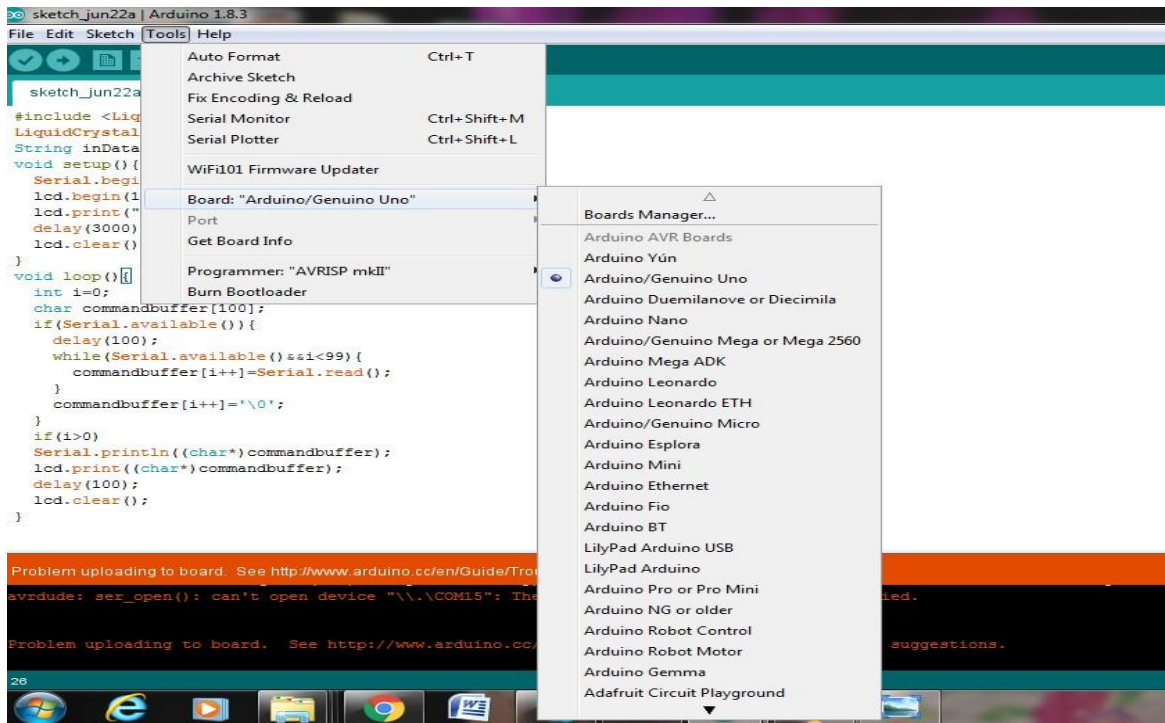 sketch_jun22a | Arduino 1.8.3
File Edit Sketch Tools Help
Auto Format Ctrl+T
Archive Sketch
Fix Encoding & Reload
Serial Monitor Ctrl+Shift+M
Serial Plotter Ctrl+Shift+L
WiFi101 Firmware Updater
Board: "Arduino/Genuino Uno"
Port
Get Board Info
Programmer: "AVRISP mkII"
Burn Bootloader
Boards Manager...
Arduino AVR Boards
Arduino Yún
Arduino/Genuino Uno
Arduino Duemilanove or Diecimila
Arduino Nano
Arduino/Genuino Mega or Mega 2560
Arduino Mega ADK
Arduino Leonardo
Arduino Leonardo ETH
Arduino/Genuino Micro
Arduino Esplora
Arduino Mini
Arduino Ethernet
Arduino Fio
Arduino BT
LilyPad Arduino USB
LilyPad Arduino
Arduino Pro or Pro Mini
Arduino NG or older
Arduino Robot Control
Arduino Robot Motor
Arduino Gemma
Adafruit Circuit Playground
sketch_jun22a
#include <Liq
LiquidCrystal
String inData
void setup(){
Serial.begi
lcd.begin(1
lcd.print("
delay(3000)
lcd.clear()
}
void loop(){
int i=0;
char commandbuffer[100];
if(Serial.available()){
delay(100);
while(Serial.available()&&i<99){
commandbuffer[i++]=Serial.read();
}
commandbuffer[i++]='\0';
}
if(i>0)
Serial.println((char*)commandbuffer);
lcd.print((char*)commandbuffer);
delay(100);
lcd.clear();
}
Problem uploading to board. See http://www.arduino.cc/en/Guide/Tro
avrdude: ser_open(): can't open device "\\.\COM15": The ied.
Problem uploading to board. See http://www.arduino.cc/ suggestions.
26